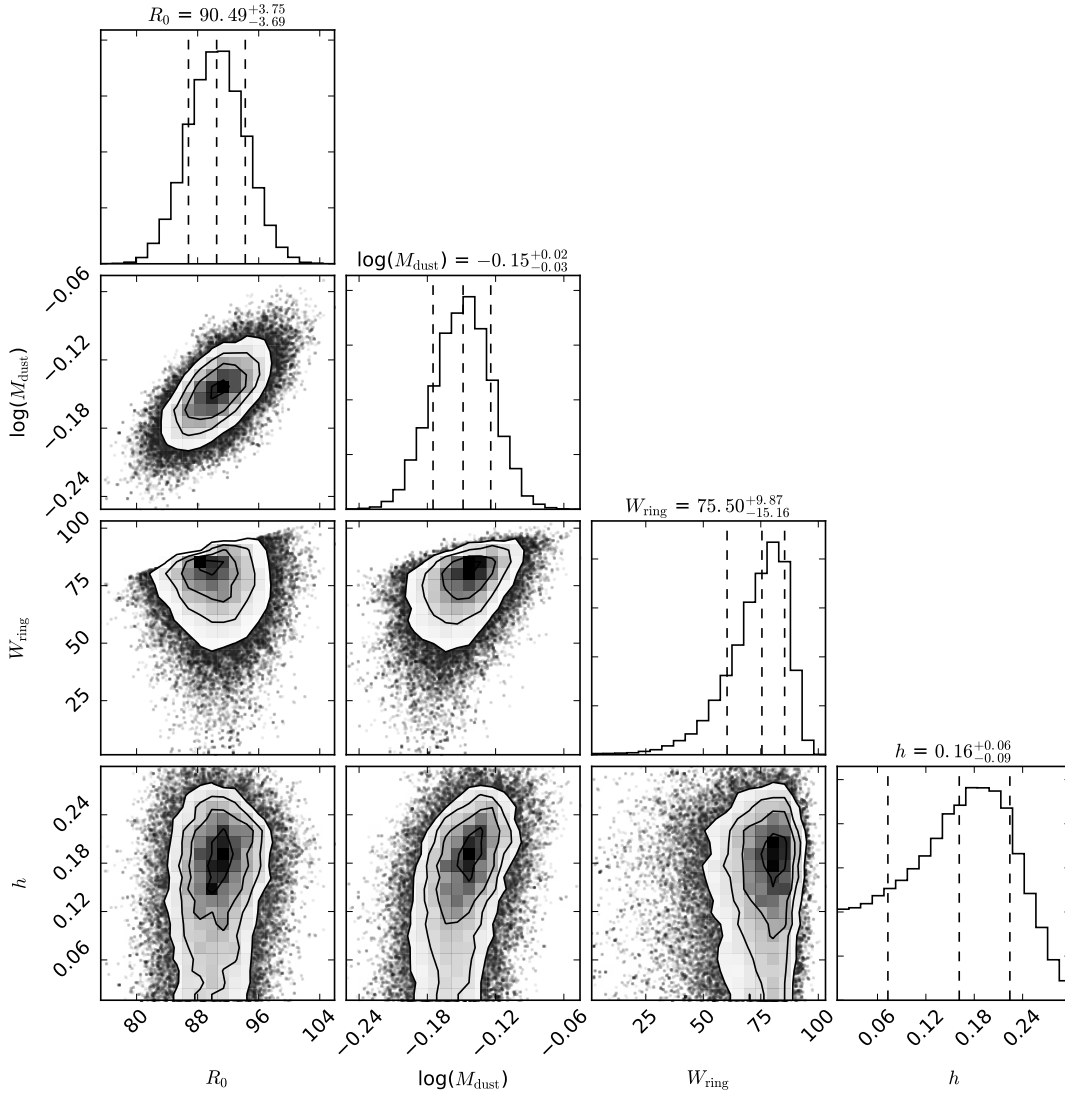 R₀ = 90.49 +3.75 −3.69
log(M_dust) = −0.15 +0.02 −0.03
−0.06
−0.12
−0.18
−0.24
log(M_dust)
W_ring = 75.50 +9.87 −15.16
100
75
50
25
W_ring
h = 0.16 +0.06 −0.09
0.24
0.18
0.12
0.06
h
80 88 96 104
−0.24 −0.18 −0.12 −0.06
25 50 75 100
0.06 0.12 0.18 0.24
R₀ log(M_dust) W_ring h